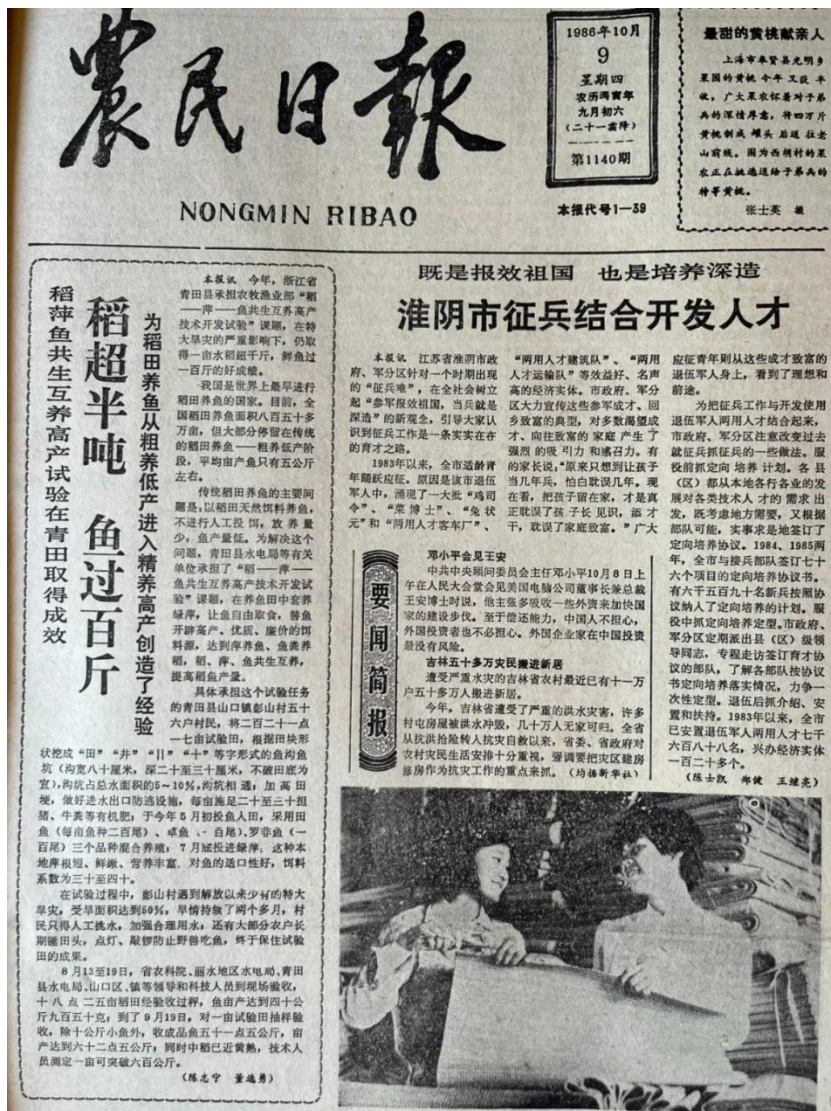 農民日報
NONGMIN RIBAO
1986年10月
9
星期四
农历丙寅年
九月初六
(二十一霜降)
第1140期
本报代号1—39
最甜的黄桃献亲人
上海市奉贤县光明乡
果园的黄桃今年又获丰
收，广大果农怀着对子弟
兵的深情厚意，将四万斤
黄桃制成罐头后运往老
山前线。图为西胡村的果
农正在挑选送给子弟兵的
特等黄桃。
张士英 摄
稻萍鱼共生互养高产试验在青田取得成效
稻超半吨 鱼过百斤
为稻田养鱼从粗养低产进入精养高产创造了经验
本报讯 今年，浙江省
青田县承担农牧渔业部“稻
——萍——鱼共生互养高产
技术开发试验”课题，在特
大旱灾的严重影响下，仍取
得一亩水稻超千斤，鲜鱼过
一百斤的好成绩。
我国是世界上最早进行
稻田养鱼的国家。目前，全
国稻田养鱼面积八百五十多
万亩，但大部分停留在传统
的稻田养鱼——粗养低产阶
段，平均亩产鱼只有五公斤
左右。
传统稻田养鱼的主要问
题是：以稻田天然饵料养鱼，
不进行人工投饵，放养量
少，鱼产量低。为解决这个
问题，青田县水电局等有关
单位承担了“稻——萍——
鱼共生互养高产技术开发试
验”课题，在养鱼田中套养
绿萍，让鱼自由取食，替鱼
开辟高产、优质、廉价的饵
料源，达到萍养鱼、鱼粪养
稻，稻、萍、鱼共生互养，
提高稻鱼产量。
具体承担这个试验任务
的青田县山口镇彭山村五十
六户村民，将二百二十一点
一七亩试验田，根据田块形
状挖成“田”“井”“||”“十”等字形式的鱼沟鱼
坑（沟宽八十厘米，深二十至三十厘米，不破田底为
宜），沟坑占总水面积的5～10%，沟坑相通；加高田
埂，做好进水出口防逃设施，每亩施足二十至三十担
猪、牛粪等有机肥；于今年5月初投鱼入田，采用田
鱼（每亩鱼种二百尾）、草鱼（一百尾）、罗非鱼（一
百尾）三个品种混合养殖；7月底投进绿萍，这种本
地萍根短、鲜嫩、营养丰富，对鱼的适口性好，饵料
系数为三十至四十。
在试验过程中，彭山村遇到解放以来少有的特大
旱灾，受旱面积达到50%，旱情持续了两个多月，村
民只得人工挑水，加强合理用水，还有大部分农户长
期睡田头，点灯、敲锣防止野兽吃鱼，终于保住试验
田的成果。
8月13至19日，省农科院、丽水地区水电局、青田
县水电局、山口区、镇等领导和科技人员到现场验收，
十八点二五亩稻田经验收过秤，鱼亩产达到四十公
斤九百五十克；到了9月19日，对一亩试验田抽样验
收，除十公斤小鱼外，收成品鱼五十一点五公斤，亩
产达到六十二点五公斤；同时中稻已近黄熟，技术人
员测定一亩可突破六百公斤。
（陈志宁 董逸勇）
既是报效祖国 也是培养深造
淮阴市征兵结合开发人才
本报讯 江苏省淮阴市政
府、军分区针对一个时期出现
的“征兵难”，在全社会树立
起“参军报效祖国，当兵就是
深造”的新观念，引导大家认
识到征兵工作是一条实实在在
的育才之路。
1983年以来，全市适龄青
年踊跃应征。原因是该市退伍
军人中，涌现了一大批“鸡司
令”、“菜博士”、“兔状
元”和“两用人才客车厂”、
“两用人才建筑队”、“两用
人才运输队”等效益好、名声
高的经济实体。市政府、军分
区大力宣传这些参军成才、回
乡致富的典型，对多数渴望成
才、向往致富的家庭产生了
强烈的吸引力和感召力。有
的家长说：“原来只想到让孩子
当几年兵，怕白耽误几年。现
在看，把孩子留在家，才是真
正耽误了孩子长见识，添才
干，耽误了家庭致富。”广大
应征青年则从这些成才致富的
退伍军人身上，看到了理想和
前途。
为把征兵工作与开发使用
退伍军人两用人才结合起来，
市政府、军分区注意改变过去
就征兵抓征兵的一些做法。服
役前抓定向培养计划。各县
（区）都从本地各行各业的发
展对各类技术人才的需求出
发，既考虑地方需要，又根据
部队可能，实事求是地签订了
定向培养协议。1984、1985两
年，全市与接兵部队签订七十
六个项目的定向培养协议书。
有六千五百九十名新兵按照协
议纳入了定向培养的计划。服
役中抓定向培养定型。市政府、
军分区定期派出县（区）级领
导同志，专程走访签订育才协
议的部队，了解各部队按协议
书定向培养落实情况，力争一
次性定型。退伍后抓介绍、安
置和扶持。1983年以来，全市
已安置退伍军人两用人才七千
六百八十八名，兴办经济实体
一百二十多个。
（陈士凯 郑健 王继亮）
要闻简报
邓小平会见王安
中共中央顾问委员会主任邓小平10月8日上
午在人民大会堂会见美国电脑公司董事长兼总裁
王安博士时说，他主张多吸收一些外资来加快国
家的建设步伐。至于偿还能力，中国人不担心，
外国投资者也不必担心。外国企业家在中国投资
是没有风险。
吉林五十多万灾民搬进新居
遭受严重水灾的吉林省农村最近已有十一万
户五十多万人搬进新居。
今年，吉林省遭受了严重的洪水灾害，许多
村屯房屋被洪水冲毁，几十万人无家可归。全省
从抗洪抢险转入抗灾自救以来，省委、省政府对
农村灾民生活安排十分重视，强调要把灾区建房
修房作为抗灾工作的重点来抓。（均据新华社）